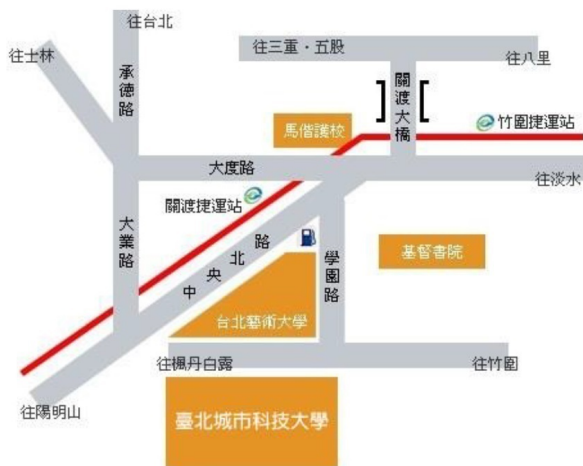 往台北
往士林
承德路
往三重・五股
往八里
關渡大橋
馬偕護校
竹圍捷運站
大度路
往淡水
關渡捷運站
大業路
中央北路
學園路
基督書院
台北藝術大學
往楓丹白露
往竹圍
往陽明山
臺北城市科技大學